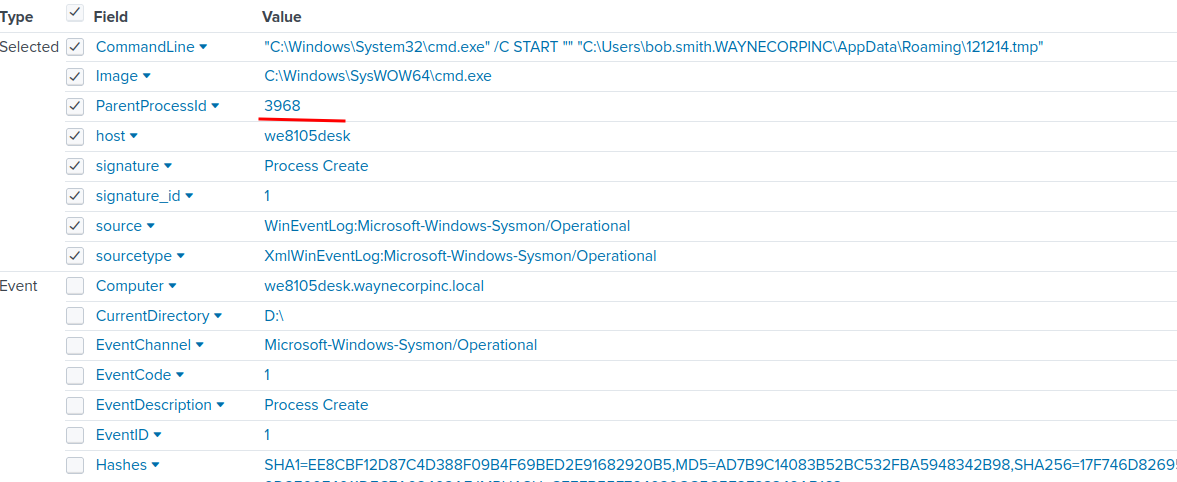 Type Field Value
Selected CommandLine "C:\Windows\System32\cmd.exe" /C START "" "C:\Users\bob.smith.WAYNECORPINC\AppData\Roaming\121214.tmp"
Image C:\Windows\SysWOW64\cmd.exe
ParentProcessId 3968
host we8105desk
signature Process Create
signature_id 1
source WinEventLog:Microsoft-Windows-Sysmon/Operational
sourcetype XmlWinEventLog:Microsoft-Windows-Sysmon/Operational
Event Computer we8105desk.waynecorpinc.local
CurrentDirectory D:\
EventChannel Microsoft-Windows-Sysmon/Operational
EventCode 1
EventDescription Process Create
EventID 1
Hashes SHA1=EE8CBF12D87C4D388F09B4F69BED2E91682920B5,MD5=AD7B9C14083B52BC532FBA5948342B98,SHA256=17F746D8269